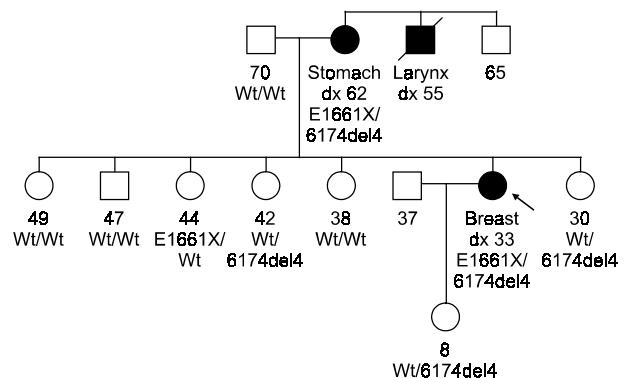 70
Wt/Wt
Stomach
dx 62
E1661X/
6174del4
Larynx
dx 55
65
49
Wt/Wt
47
Wt/Wt
44
E1661X/
Wt
42
Wt/
6174del4
38
Wt/Wt
37
Breast
dx 33
E1661X/
6174del4
30
Wt/
6174del4
8
Wt/6174del4